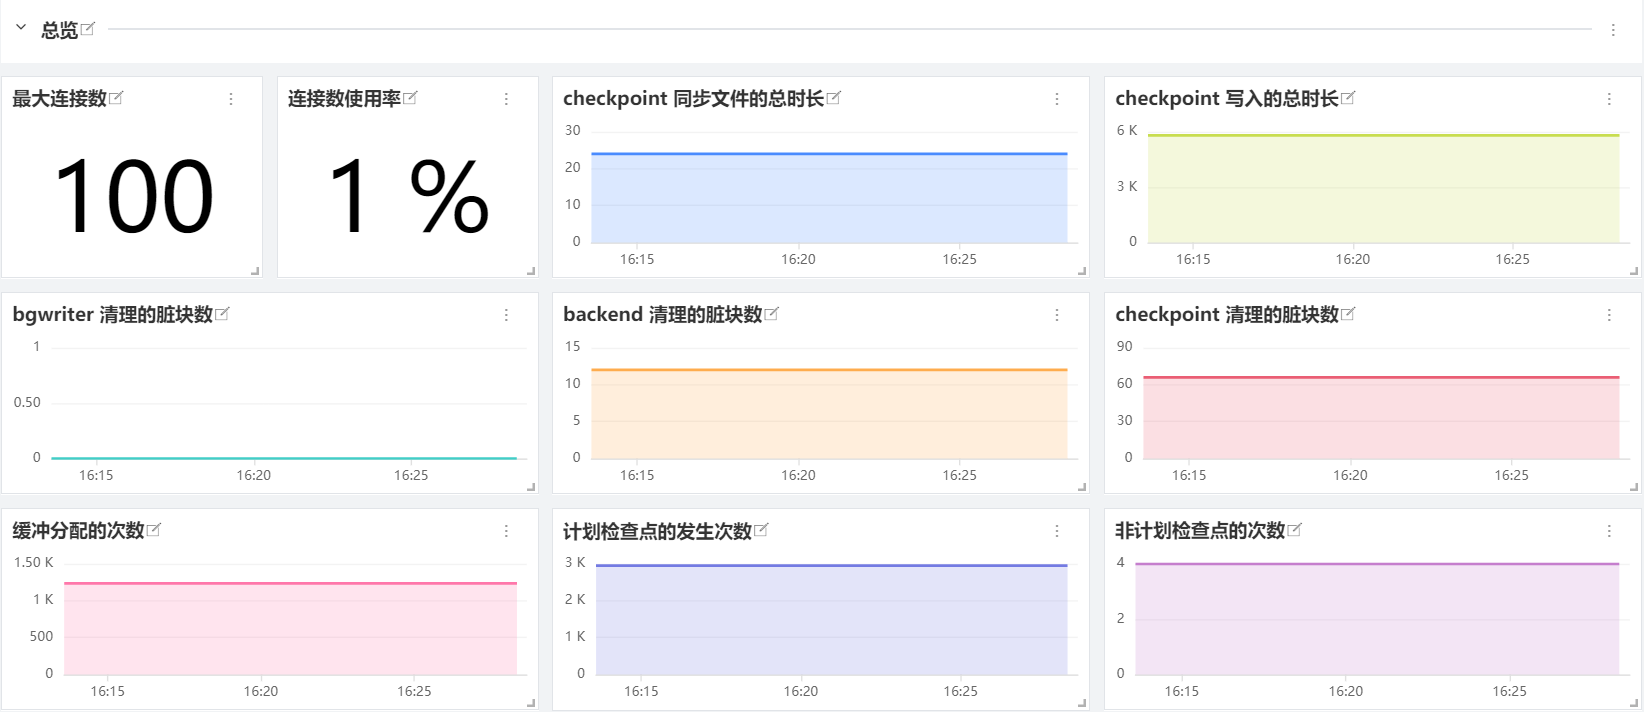 总览
最大连接数
100
连接数使用率
1 %
checkpoint 同步文件的总时长
30
20
10
0
16:15 16:20 16:25
checkpoint 写入的总时长
6 K
3 K
0
16:15 16:20 16:25
bgwriter 清理的脏块数
1
0.50
0
16:15 16:20 16:25
backend 清理的脏块数
15
10
5
0
16:15 16:20 16:25
checkpoint 清理的脏块数
90
60
30
0
16:15 16:20 16:25
缓冲分配的次数
1.50 K
1 K
500
0
16:15 16:20 16:25
计划检查点的发生次数
3 K
2 K
1 K
0
16:15 16:20 16:25
非计划检查点的次数
4
2
0
16:15 16:20 16:25